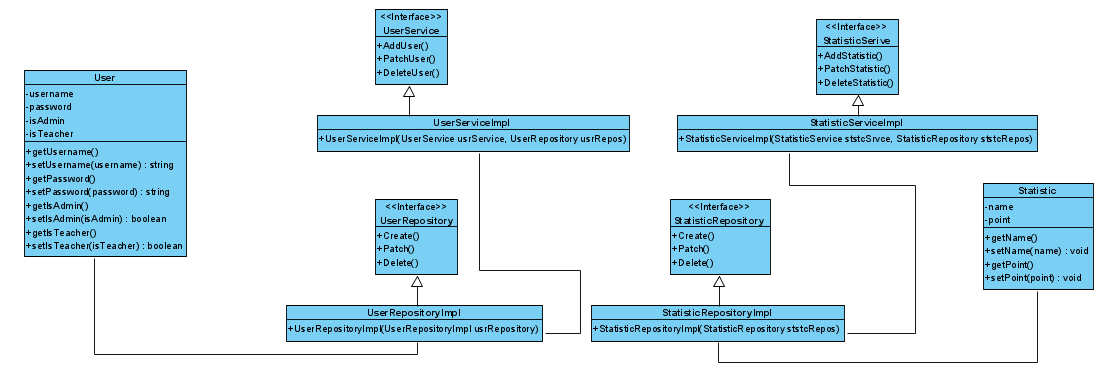 User
-username
-password
-isAdmin
-isTeacher
+getUsername()
+setUsername(username) : string
+getPassword()
+setPassword(password) : string
+getIsAdmin()
+setIsAdmin(isAdmin) : boolean
+getIsTeacher()
+setIsTeacher(isTeacher) : boolean
<<Interface>>
UserService
+AddUser()
+PatchUser()
+DeleteUser()
UserServiceImpl
+UserServiceImpl(UserService usrService, UserRepository usrRepos)
<<Interface>>
UserRepository
+Create()
+Patch()
+Delete()
UserRepositoryImpl
+UserRepositoryImpl(UserRepositoryImpl usrRepository)
<<Interface>>
StatisticSerive
+AddStatistic()
+PatchStatistic()
+DeleteStatistic()
StatisticServiceImpl
+StatisticServiceImpl(StatisticService ststcSrvce, StatisticRepository ststcRepos)
<<Interface>>
StatisticRepository
+Create()
+Patch()
+Delete()
StatisticRepositoryImpl
+StatisticRepositoryImpl(StatisticRepository ststcRepos)
Statistic
-name
-point
+getName()
+setName(name) : void
+getPoint()
+setPoint(point) : void